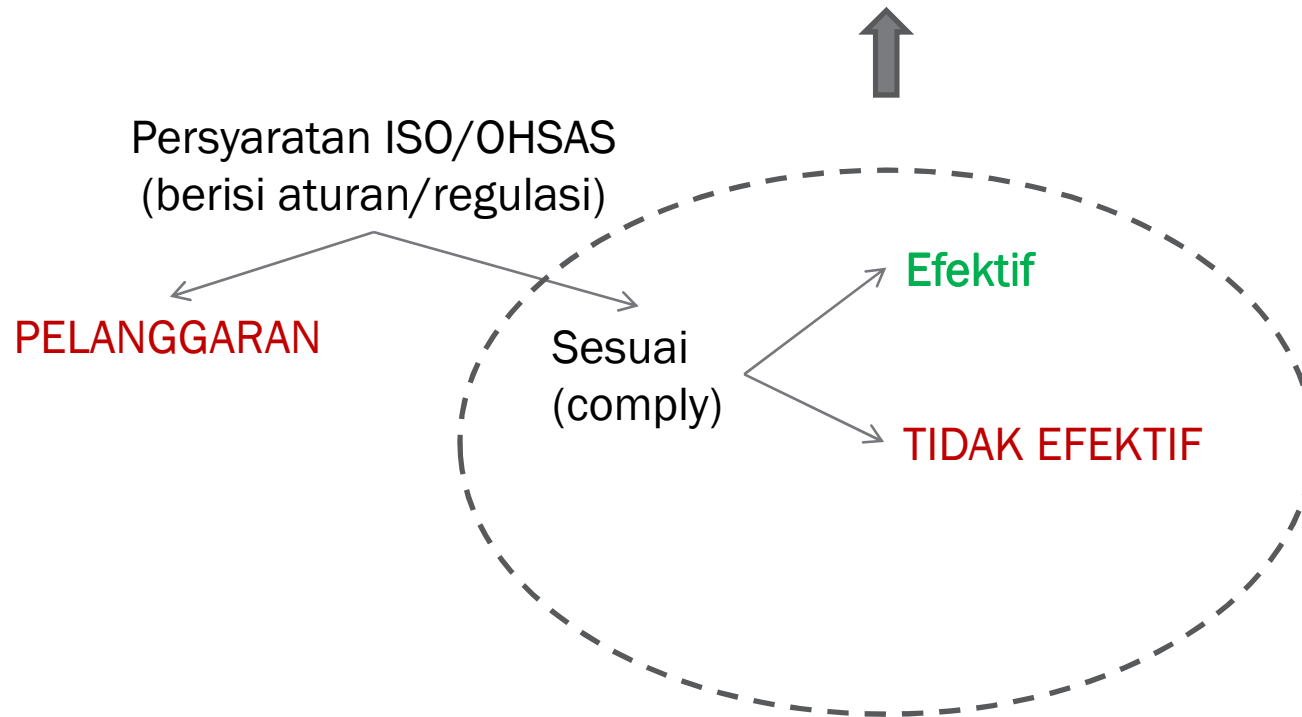 Persyaratan ISO/OHSAS
(berisi aturan/regulasi)
PELANGGARAN
Sesuai
(comply)
Efektif
TIDAK EFEKTIF